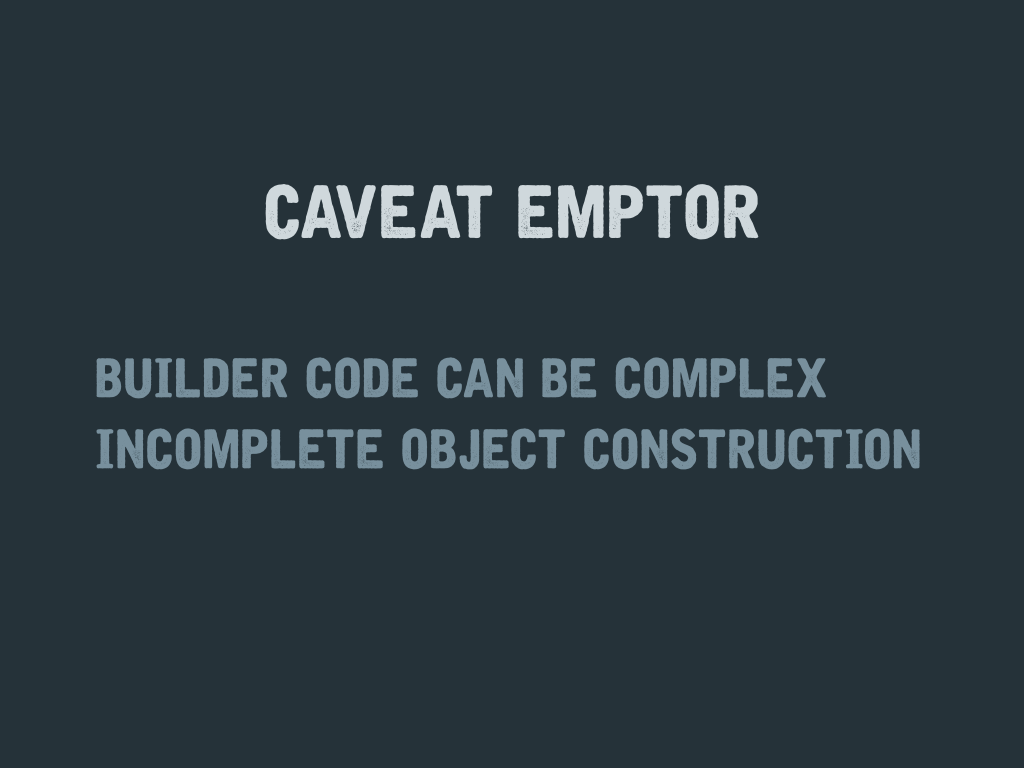 CAVEAT EMPTOR
BUILDER CODE CAN BE COMPLEX
INCOMPLETE OBJECT CONSTRUCTION